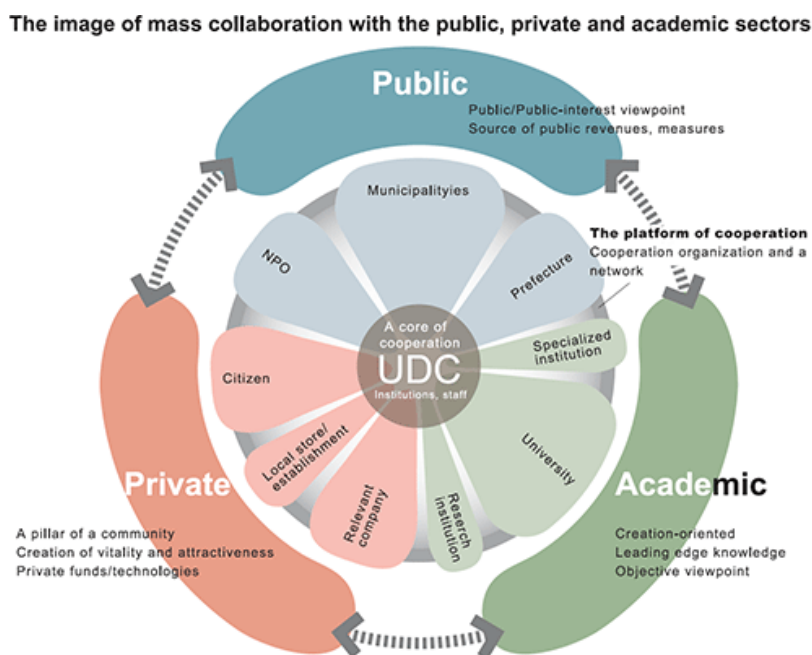 The image of mass collaboration with the public, private and academic sectors
Public
Public/Public-interest viewpoint
Source of public revenues, measures
Municipalityies
NPO
Prefecture
The platform of cooperation
Cooperation organization and a
network
A core of
cooperation
UDC
Institutions, staff
Specialized
institution
Citizen
Local store/
establishment
Relevant
company
Reserch
institution
University
Private
A pillar of a community
Creation of vitality and attractiveness
Private funds/technologies
Academic
Creation-oriented
Leading edge knowledge
Objective viewpoint